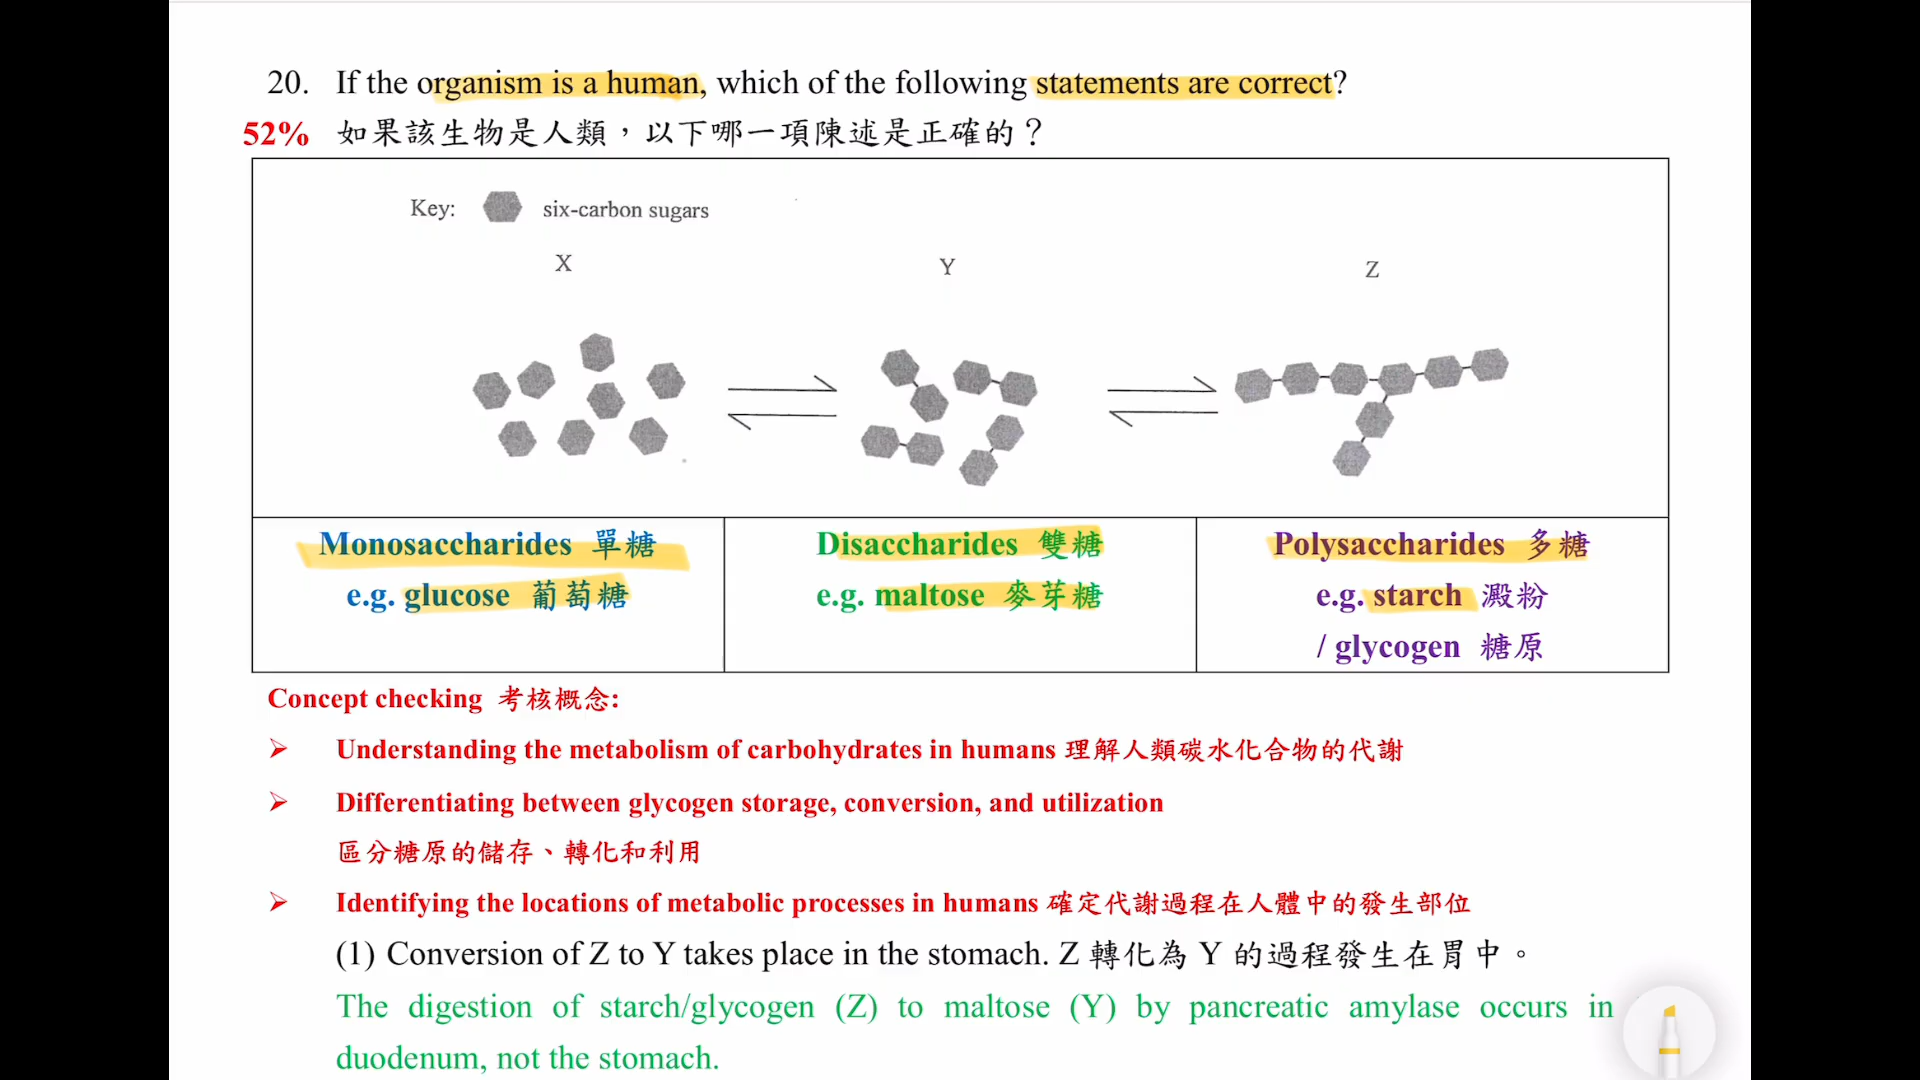 20. If the organism is a human, which of the following statements are correct?
52% 如果該生物是人類，以下哪一項陳述是正確的？
Key: six-carbon sugars
X Y Z
Monosaccharides 單糖
e.g. glucose 葡萄糖
Disaccharides 雙糖
e.g. maltose 麥芽糖
Polysaccharides 多糖
e.g. starch 澱粉
/ glycogen 糖原
Concept checking 考核概念:
➢ Understanding the metabolism of carbohydrates in humans 理解人類碳水化合物的代謝
➢ Differentiating between glycogen storage, conversion, and utilization
區分糖原的儲存、轉化和利用
➢ Identifying the locations of metabolic processes in humans 確定代謝過程在人體中的發生部位
(1) Conversion of Z to Y takes place in the stomach. Z 轉化為 Y 的過程發生在胃中。
The digestion of starch/glycogen (Z) to maltose (Y) by pancreatic amylase occurs in
duodenum, not the stomach.